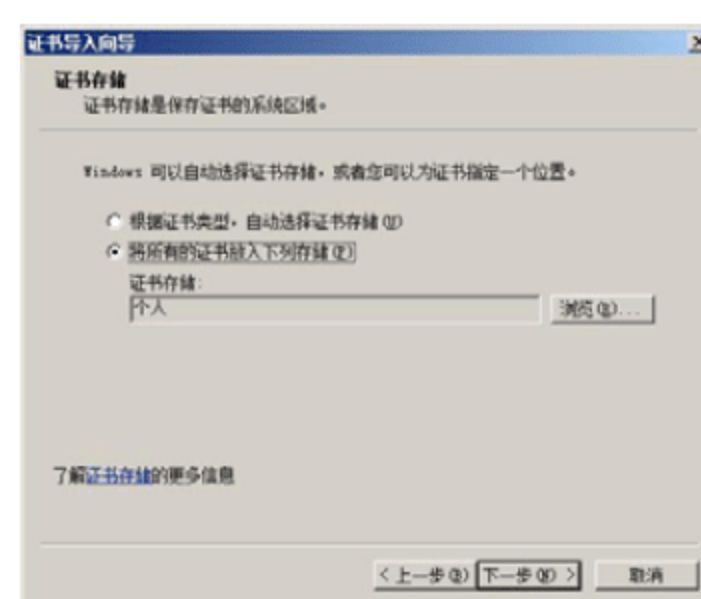 证书导入向导
证书存储
证书存储是保存证书的系统区域。
Windows 可以自动选择证书存储，或者您可以为证书指定一个位置。
根据证书类型，自动选择证书存储(U)
将所有的证书放入下列存储(P)
证书存储:
个人
浏览(R)...
了解证书存储的更多信息
< 上一步(B) 下一步(N) > 取消